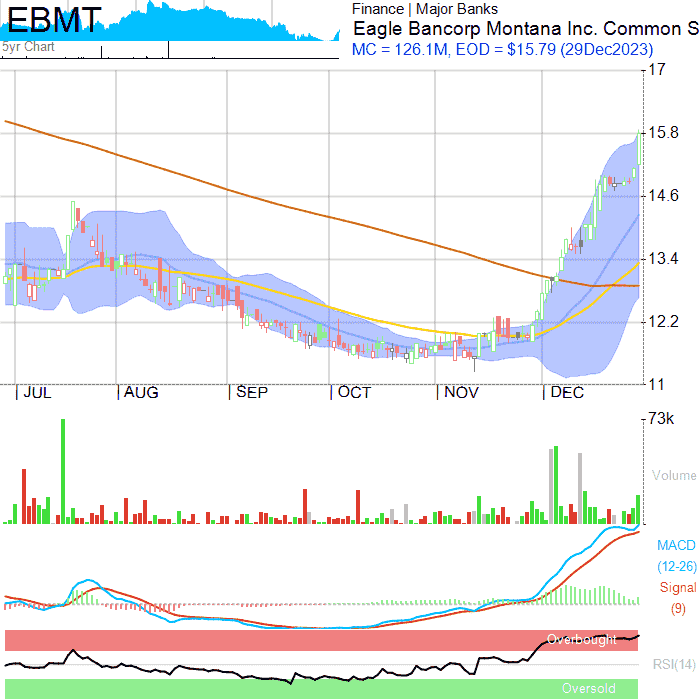 EBMT
5yr Chart
Finance | Major Banks
Eagle Bancorp Montana Inc. Common S
MC = 126.1M, EOD = $15.79 (29Dec2023)
17
15.8
14.6
13.4
12.2
11
JUL AUG SEP OCT NOV DEC
73k
Volume
MACD
(12-26)
Signal
(9)
Overbought
RSI(14)
Oversold